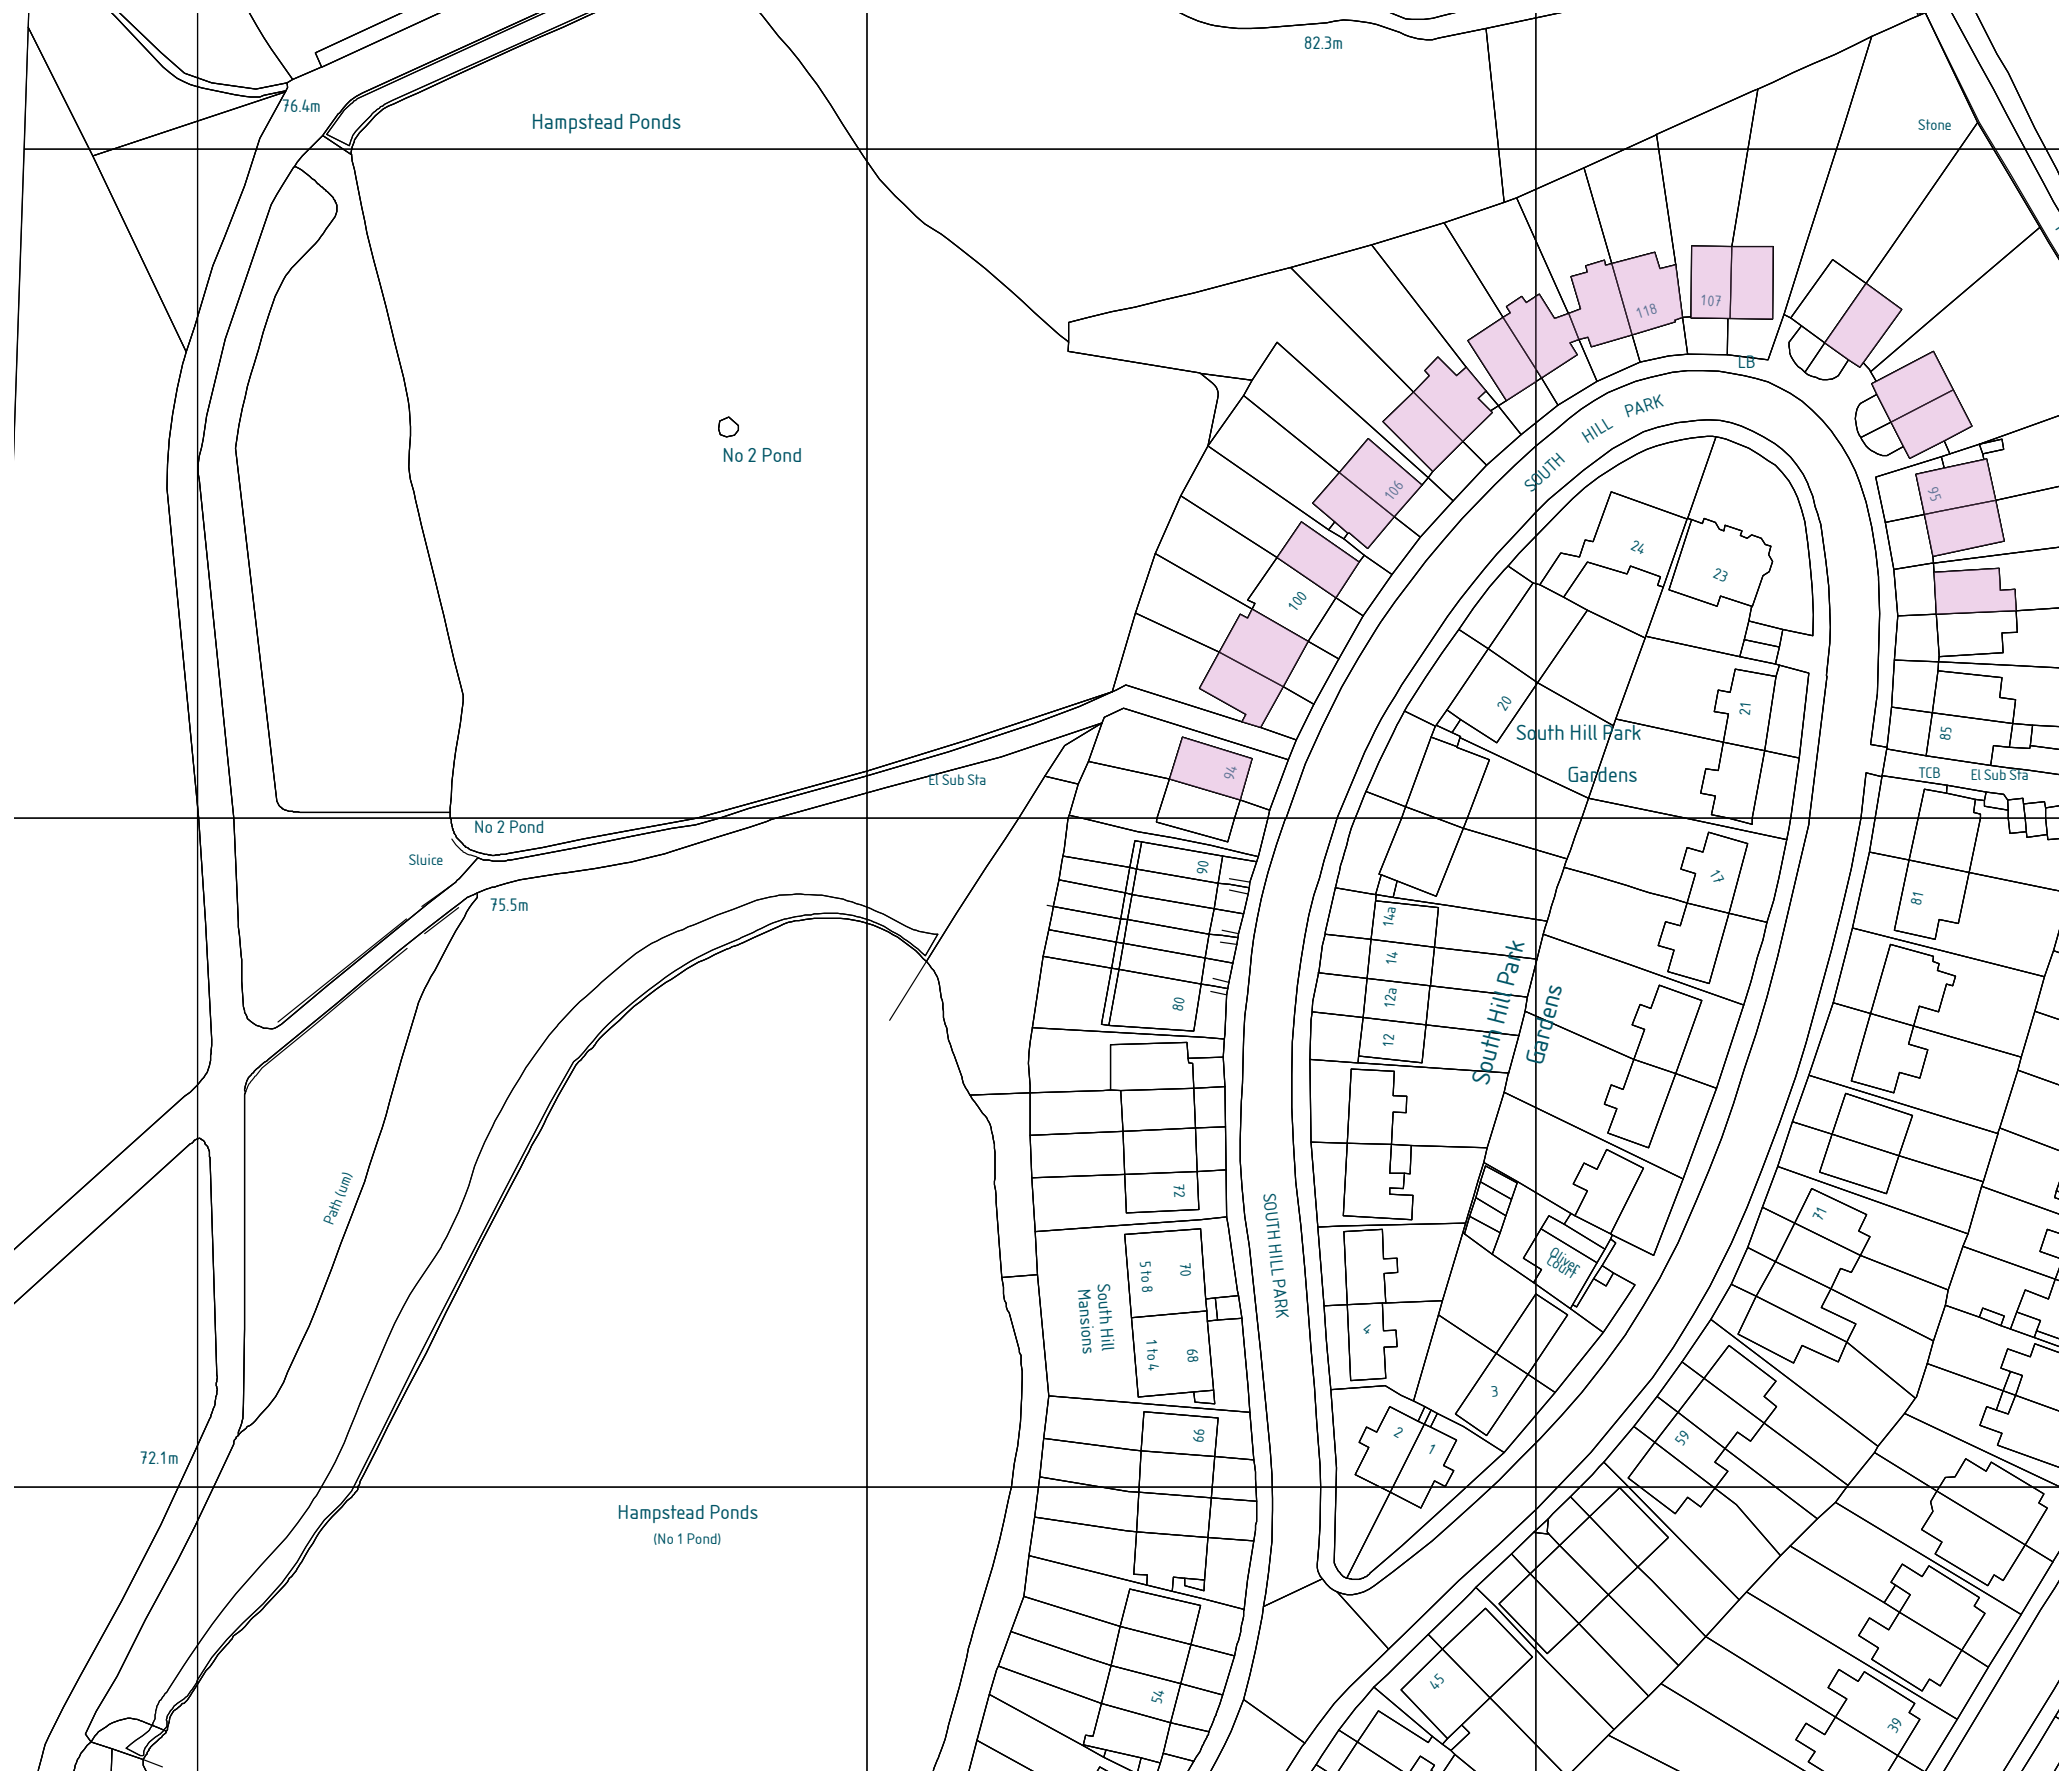 82.3m
76.4m
Hampstead Ponds
Stone
107
118
LB
SOUTH HILL PARK
No 2 Pond
106
95
24
23
100
20
21
South Hill Park
Gardens
85
94
El Sub Sta
TCB
El Sub Sta
No 2 Pond
Sluice
90
17
81
75.5m
14a
14
12a
12
80
South Hill Park
Gardens
Path (um)
72
71
SOUTH HILL PARK
Oliver
Court
70
5 to 8
South Hill
Mansions
1 to 4
68
4
3
2
1
66
59
72.1m
Hampstead Ponds
(No 1 Pond)
54
45
39